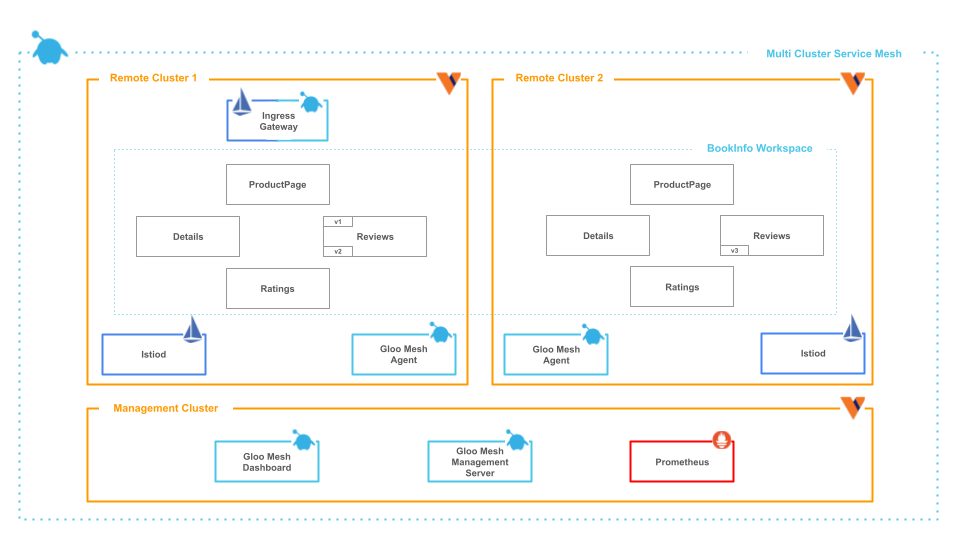 Multi Cluster Service Mesh
Remote Cluster 1
Remote Cluster 2
Ingress
Gateway
BookInfo Workspace
ProductPage
ProductPage
Details
v1
Reviews
v2
Details
Reviews
v3
Ratings
Ratings
Istiod
Gloo Mesh
Agent
Gloo Mesh
Agent
Istiod
Management Cluster
Gloo Mesh
Dashboard
Gloo Mesh
Management
Server
Prometheus